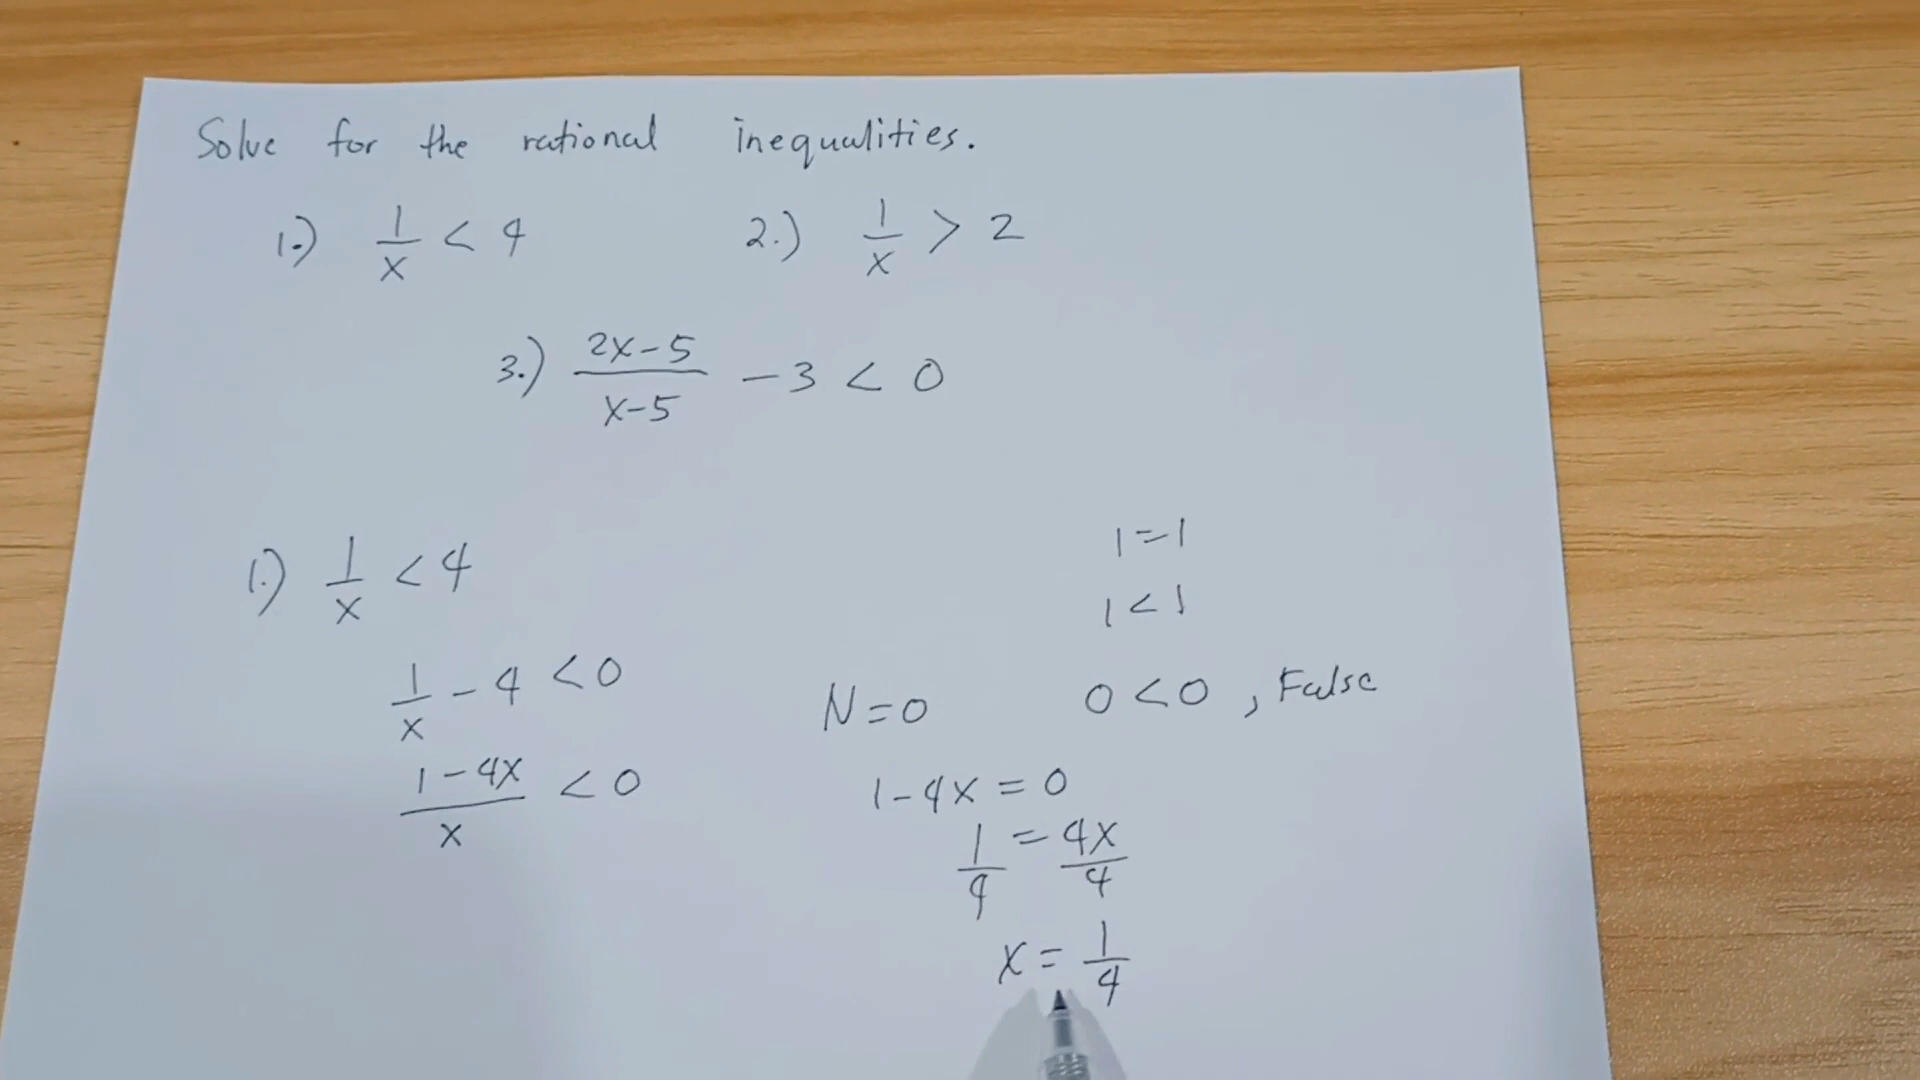 Solve for the rational inequalities.
1.) 1/x < 4
2.) 1/x > 2
3.) (2x-5)/(x-5) - 3 < 0
1.) 1/x < 4
1/x - 4 < 0
(1-4x)/x < 0
1 = 1
1 < 1
0 < 0, False
N = 0
1 - 4x = 0
1/4 = 4x/4
x = 1/4